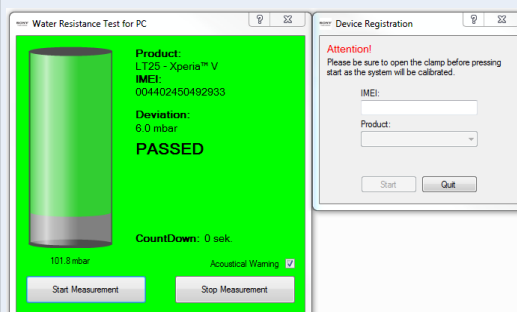 Water Resistance Test for PC
Product:
LT25 - Xperia™ V
IMEI:
004402450492933
Deviation:
6.0 mbar
PASSED
CountDown: 0 sek.
101.8 mbar
Acoustical Warning
Start Measurement
Stop Measurement
Device Registration
Attention!
Please be sure to open the clamp before pressing
start as the system will be calibrated.
IMEI:
Product:
Start
Quit